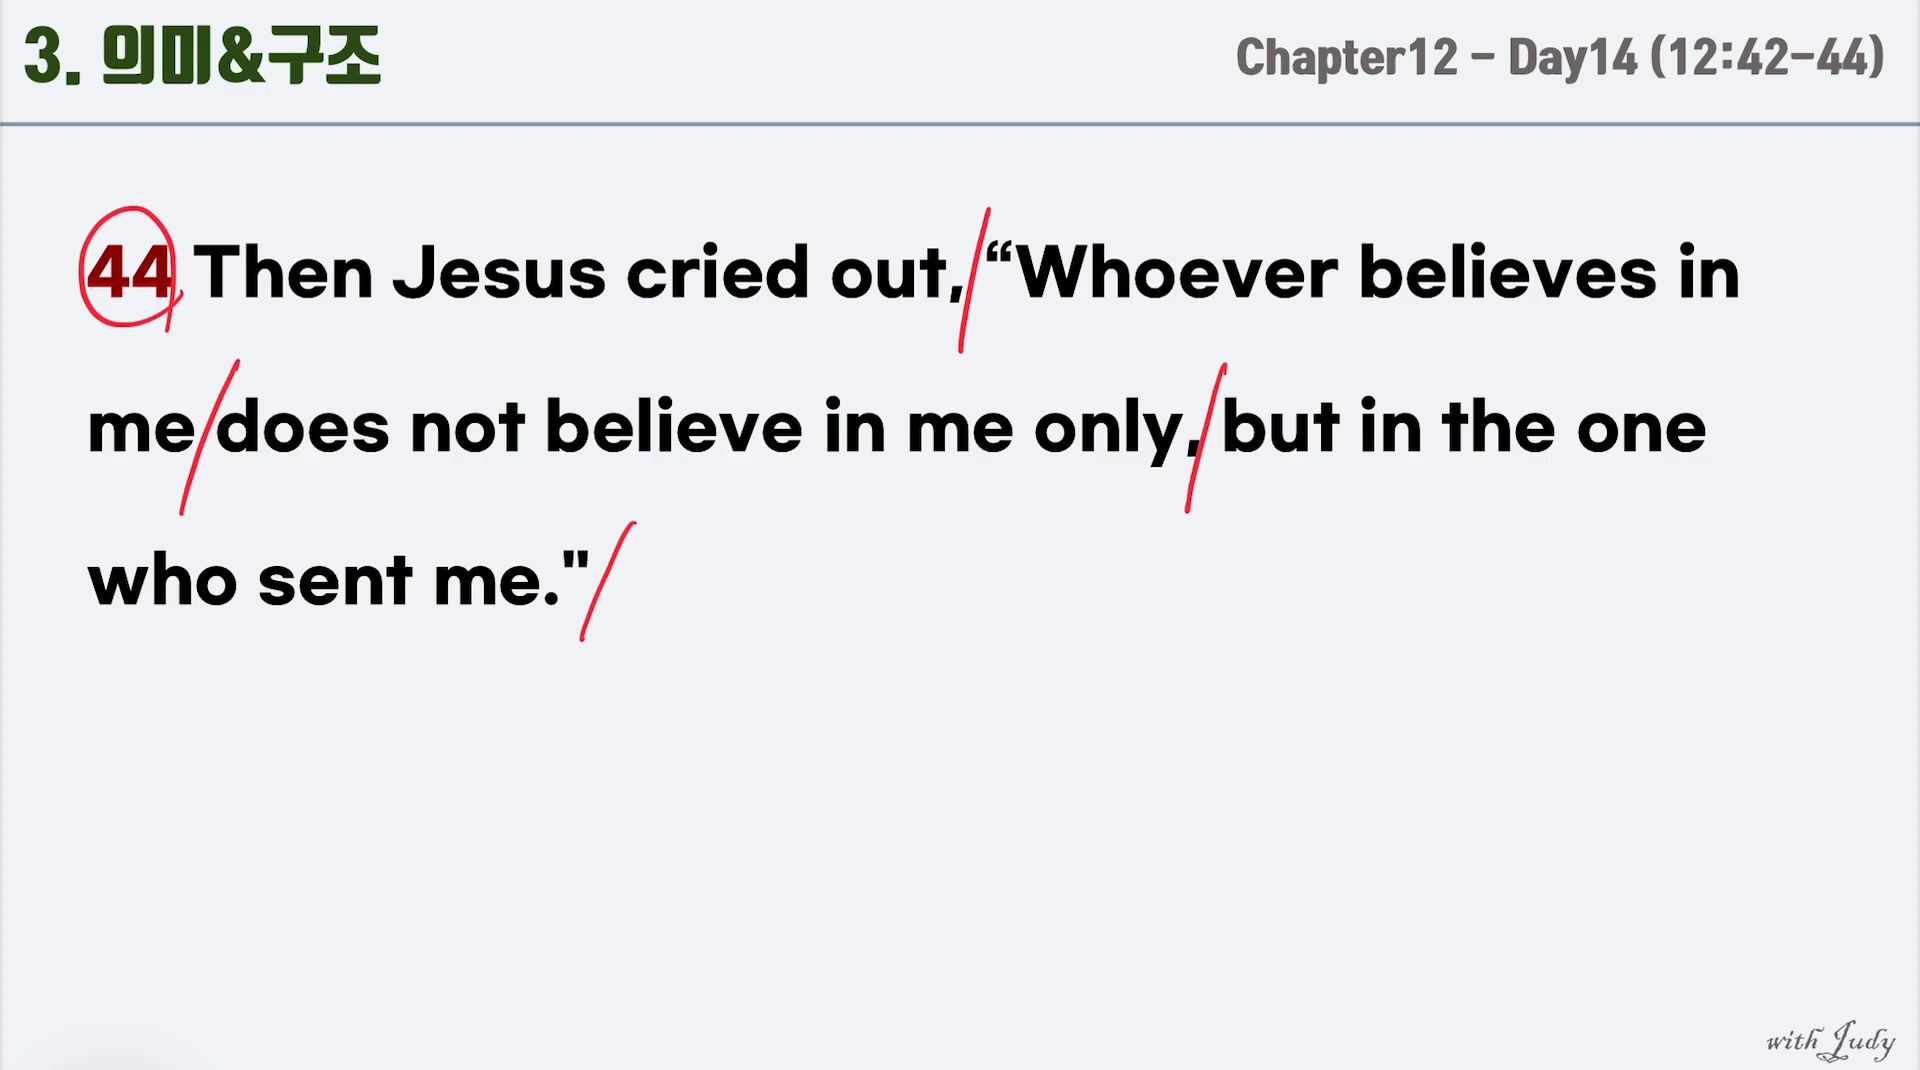 3. 의미&구조
Chapter12 - Day14 (12:42-44)
44 Then Jesus cried out, “Whoever believes in
me does not believe in me only, but in the one
who sent me."
with Judy